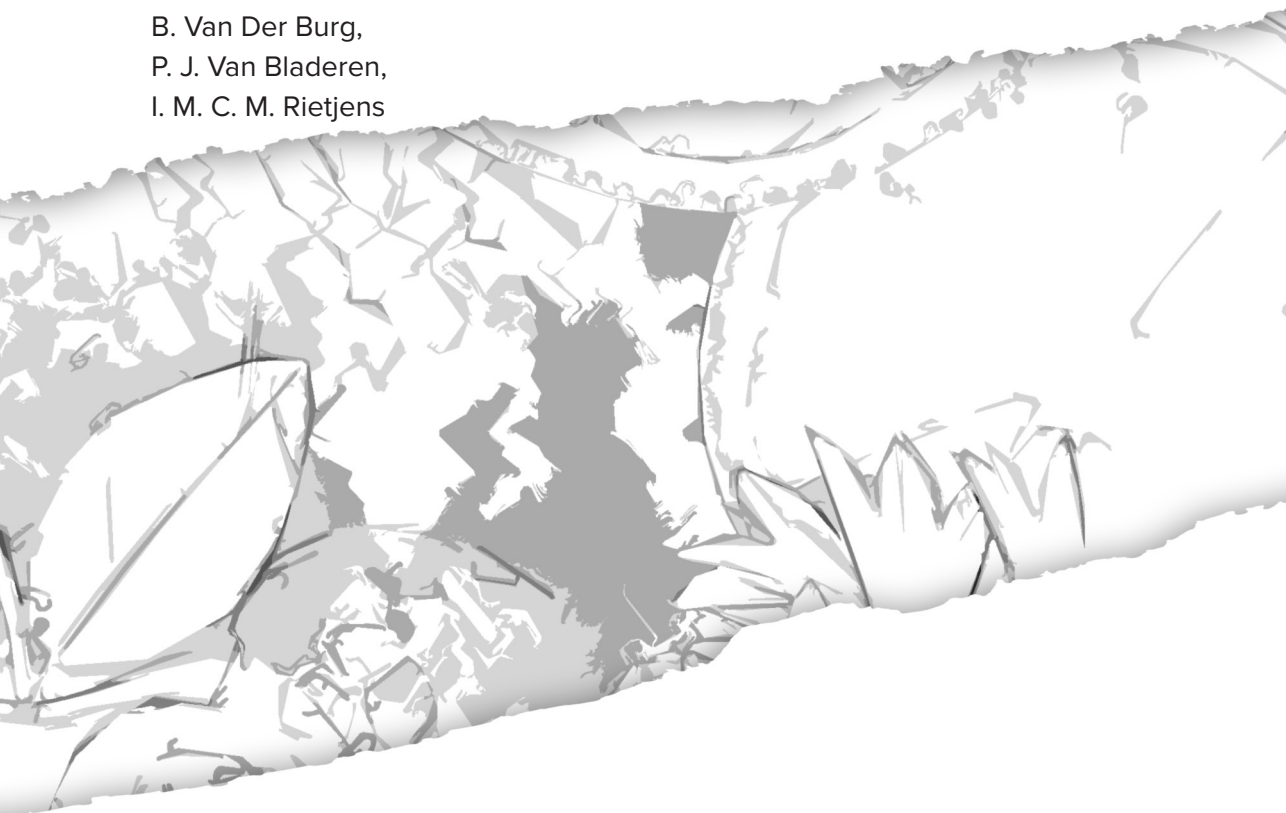 B. Van Der Burg,
P. J. Van Bladeren,
I. M. C. M. Rietjens